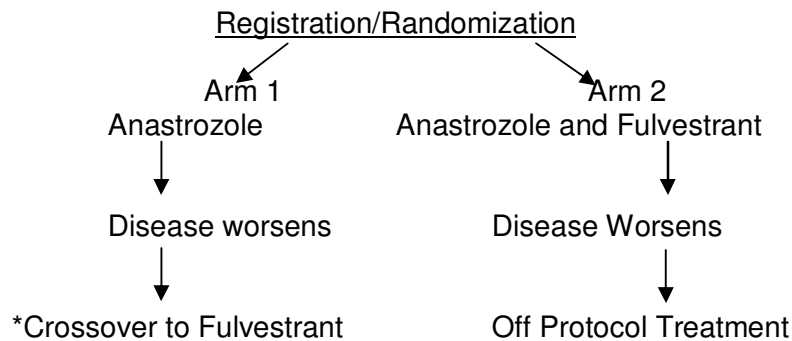 Registration/Randomization
Arm 1
Anastrozole
Arm 2
Anastrozole and Fulvestrant
Disease worsens
Disease Worsens
*Crossover to Fulvestrant
Off Protocol Treatment